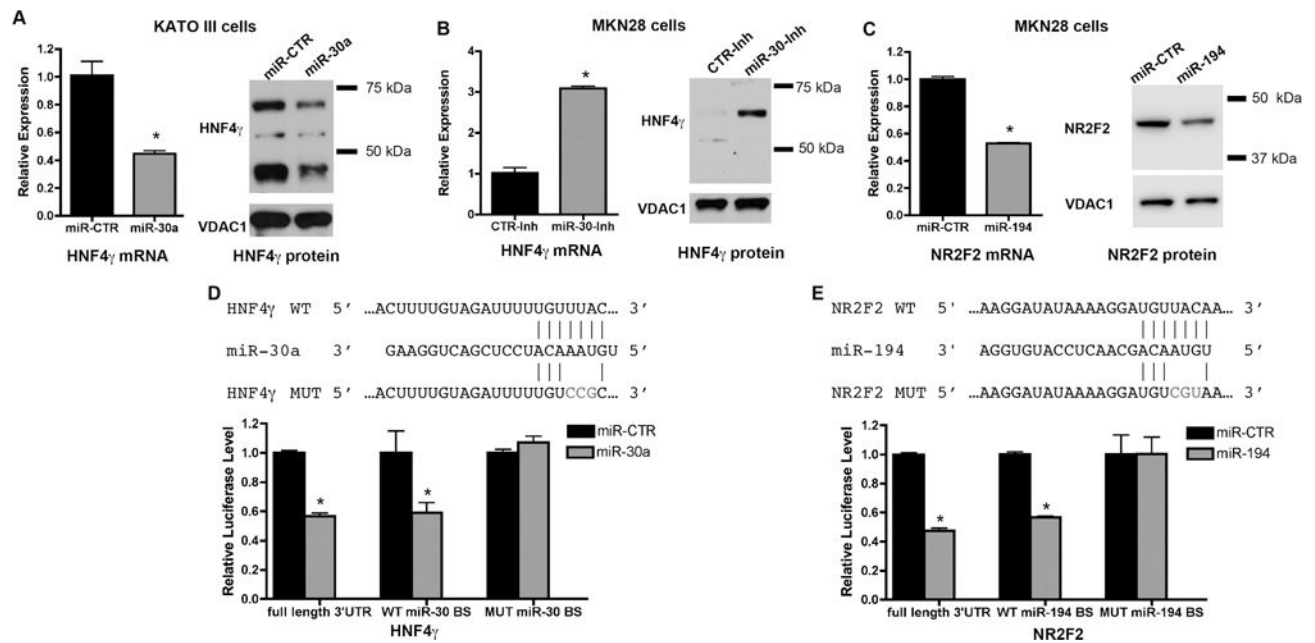 A
KATO III cells
Relative Expression
1.2
1.0
0.8
0.6
0.4
0.2
0.0
*
miR-CTR miR-30a
HNF4γ mRNA
miR-CTR
miR-30a
75 kDa
HNF4γ
50 kDa
VDAC1
HNF4γ protein
B
MKN28 cells
Relative Expression
4
3
2
1
0
*
CTR-Inh miR-30-Inh
HNF4γ mRNA
CTR-Inh
miR-30-Inh
75 kDa
HNF4γ
50 kDa
VDAC1
HNF4γ protein
C
MKN28 cells
Relative Expression
1.2
1.0
0.8
0.6
0.4
0.2
0.0
*
miR-CTR miR-194
NR2F2 mRNA
miR-CTR
miR-194
50 kDa
NR2F2
37 kDa
VDAC1
NR2F2 protein
D
HNF4γ WT 5′ …ACUUUUGUAGAUUUUUGUUUAC… 3′
miR-30a 3′ GAAGGUCAGCUCCUACAAAUGU 5′
HNF4γ MUT 5′ …ACUUUUGUAGAUUUUUGUCCGC… 3′
Relative Luciferase Level
1.2
1.0
0.8
0.6
0.4
0.2
0.0
miR-CTR
miR-30a
*
*
full length 3'UTR WT miR-30 BS MUT miR-30 BS
HNF4γ
E
NR2F2 WT 5' …AAGGAUAUAAAAGGAUGUUACAA… 3′
miR-194 3' AGGUGUACCUCAACGACAAUGU 5′
NR2F2 MUT 5′ …AAGGAUAUAAAAGGAUGUCGUAA… 3′
Relative Luciferase Level
1.2
1.0
0.8
0.6
0.4
0.2
0.0
miR-CTR
miR-194
*
*
full length 3'UTR WT miR-194 BS MUT miR-194 BS
NR2F2